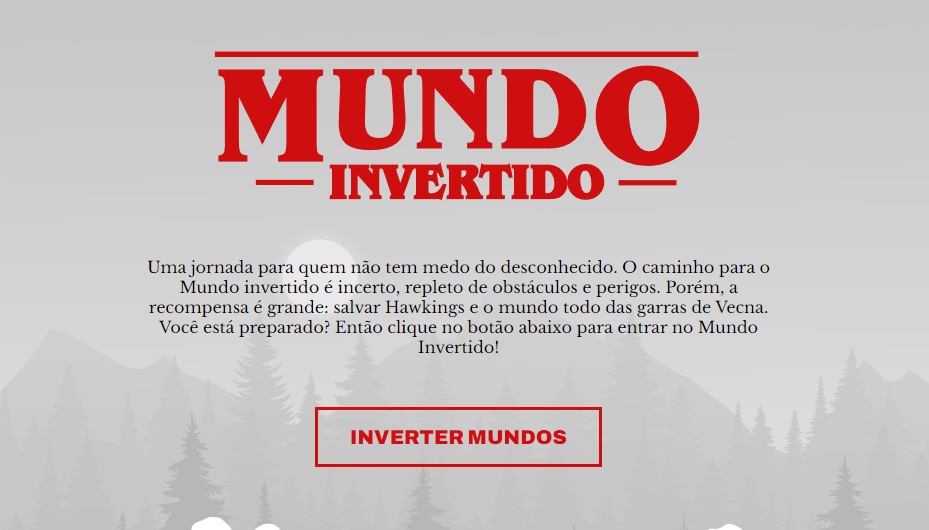 MUNDO
INVERTIDO
Uma jornada para quem não tem medo do desconhecido. O caminho para o
Mundo invertido é incerto, repleto de obstáculos e perigos. Porém, a
recompensa é grande: salvar Hawkings e o mundo todo das garras de Vecna.
Você está preparado? Então clique no botão abaixo para entrar no Mundo
Invertido!
INVERTER MUNDOS